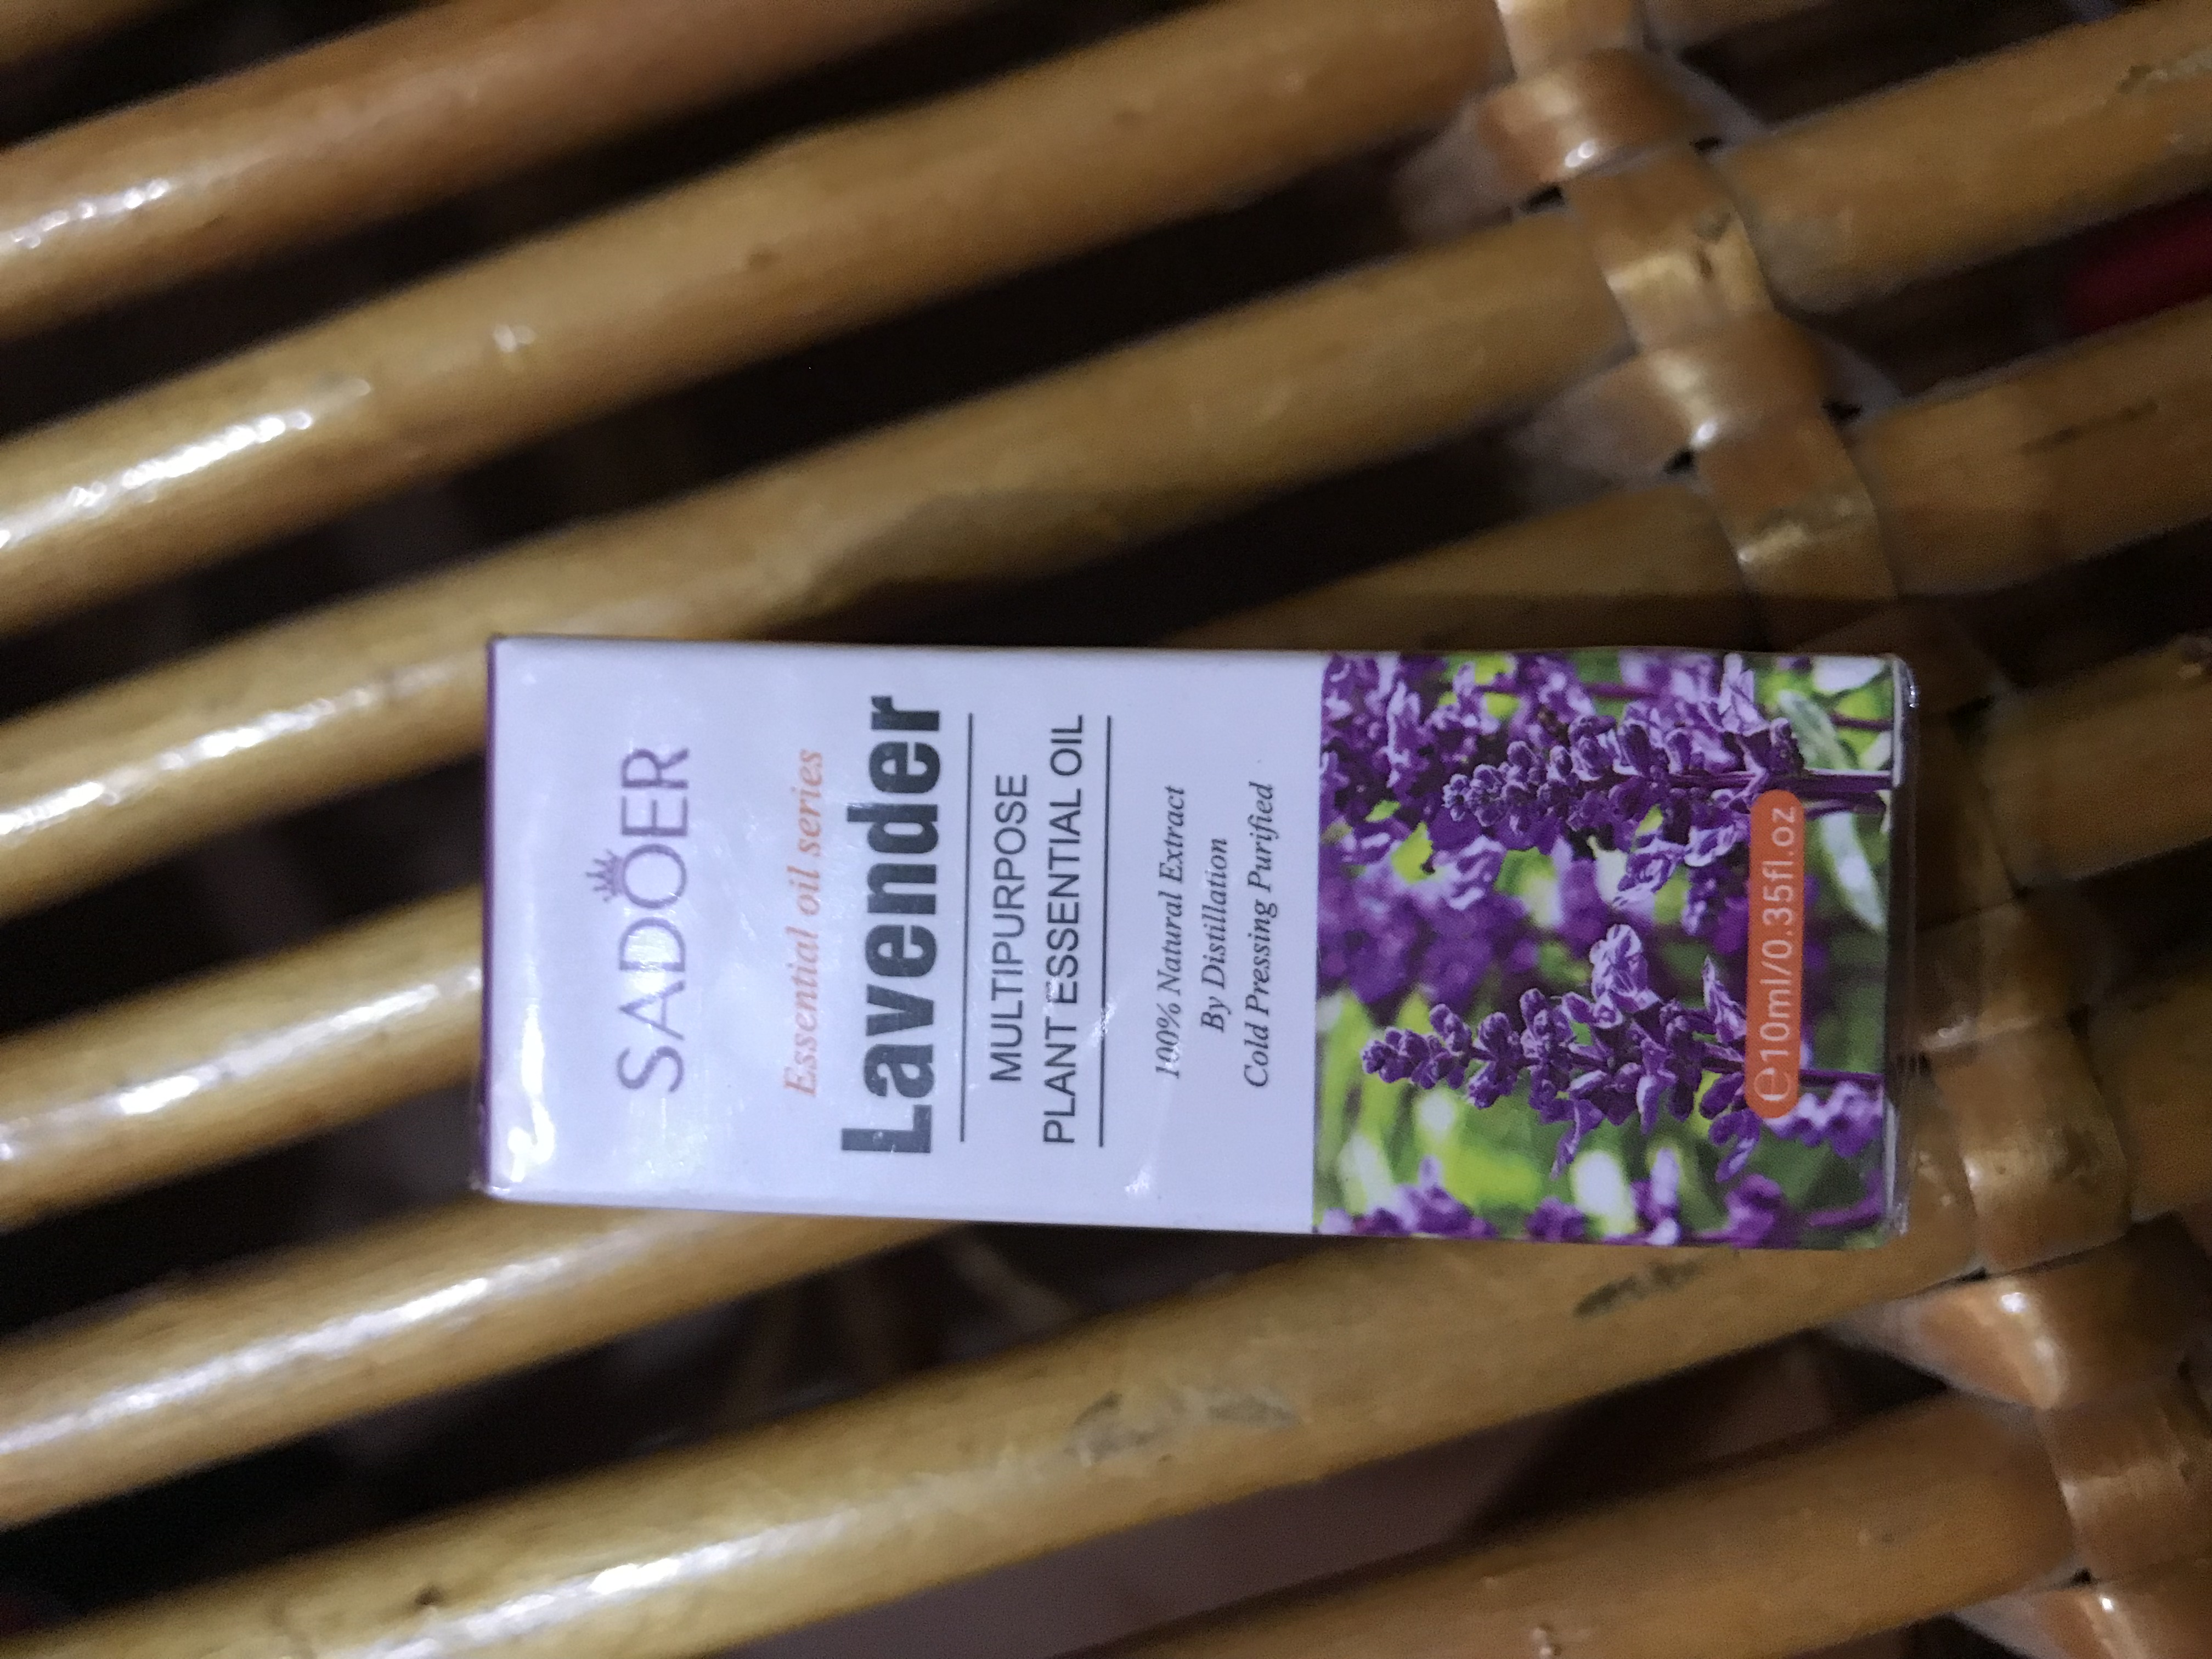 SADOER
Essential oil series
Lavender
MULTIPURPOSE
PLANT ESSENTIAL OIL
100% Natural Extract
By Distillation
Cold Pressing Purified
℮10ml/0.35fl.oz